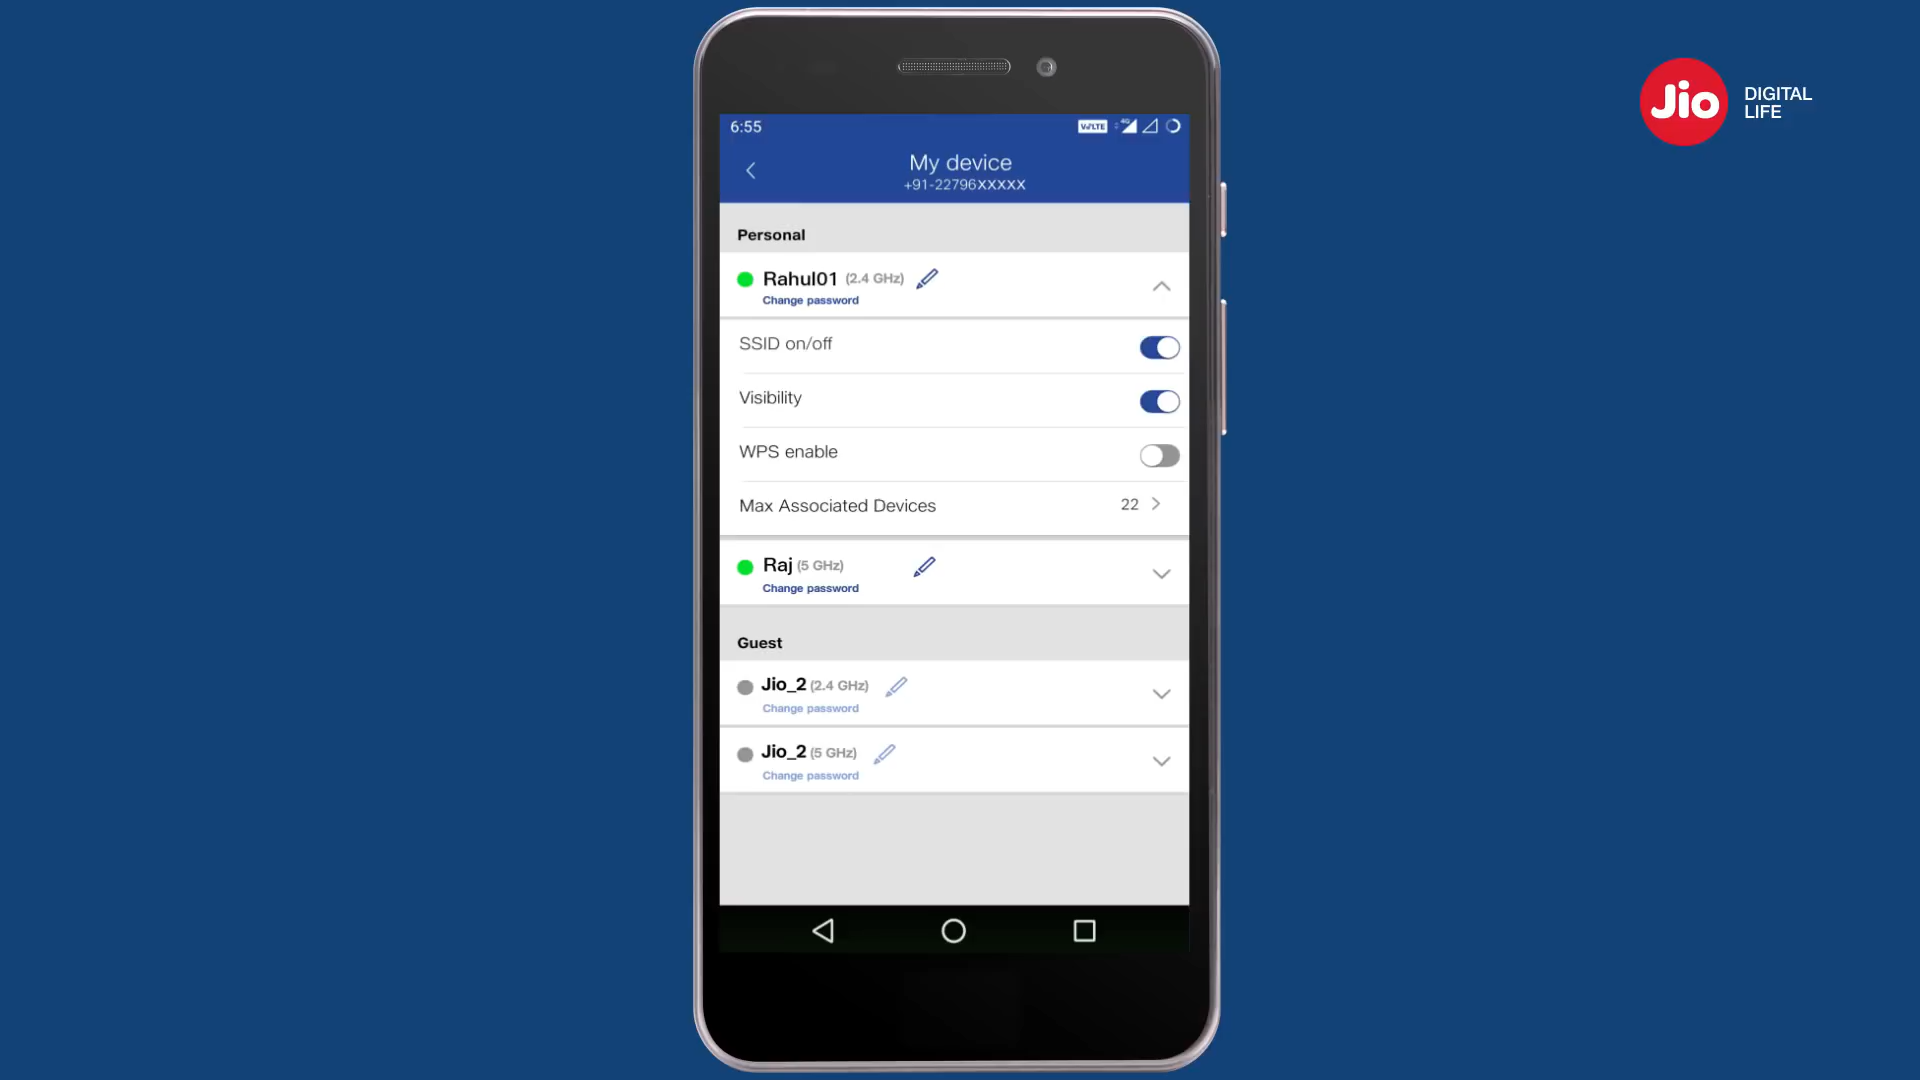 Jio DIGITAL
LIFE
6:55
VoLTE 4G
My device
+91-22796XXXXX
Personal
Rahul01 (2.4 GHz)
Change password
SSID on/off
Visibility
WPS enable
Max Associated Devices 22
Raj (5 GHz)
Change password
Guest
Jio_2 (2.4 GHz)
Change password
Jio_2 (5 GHz)
Change password